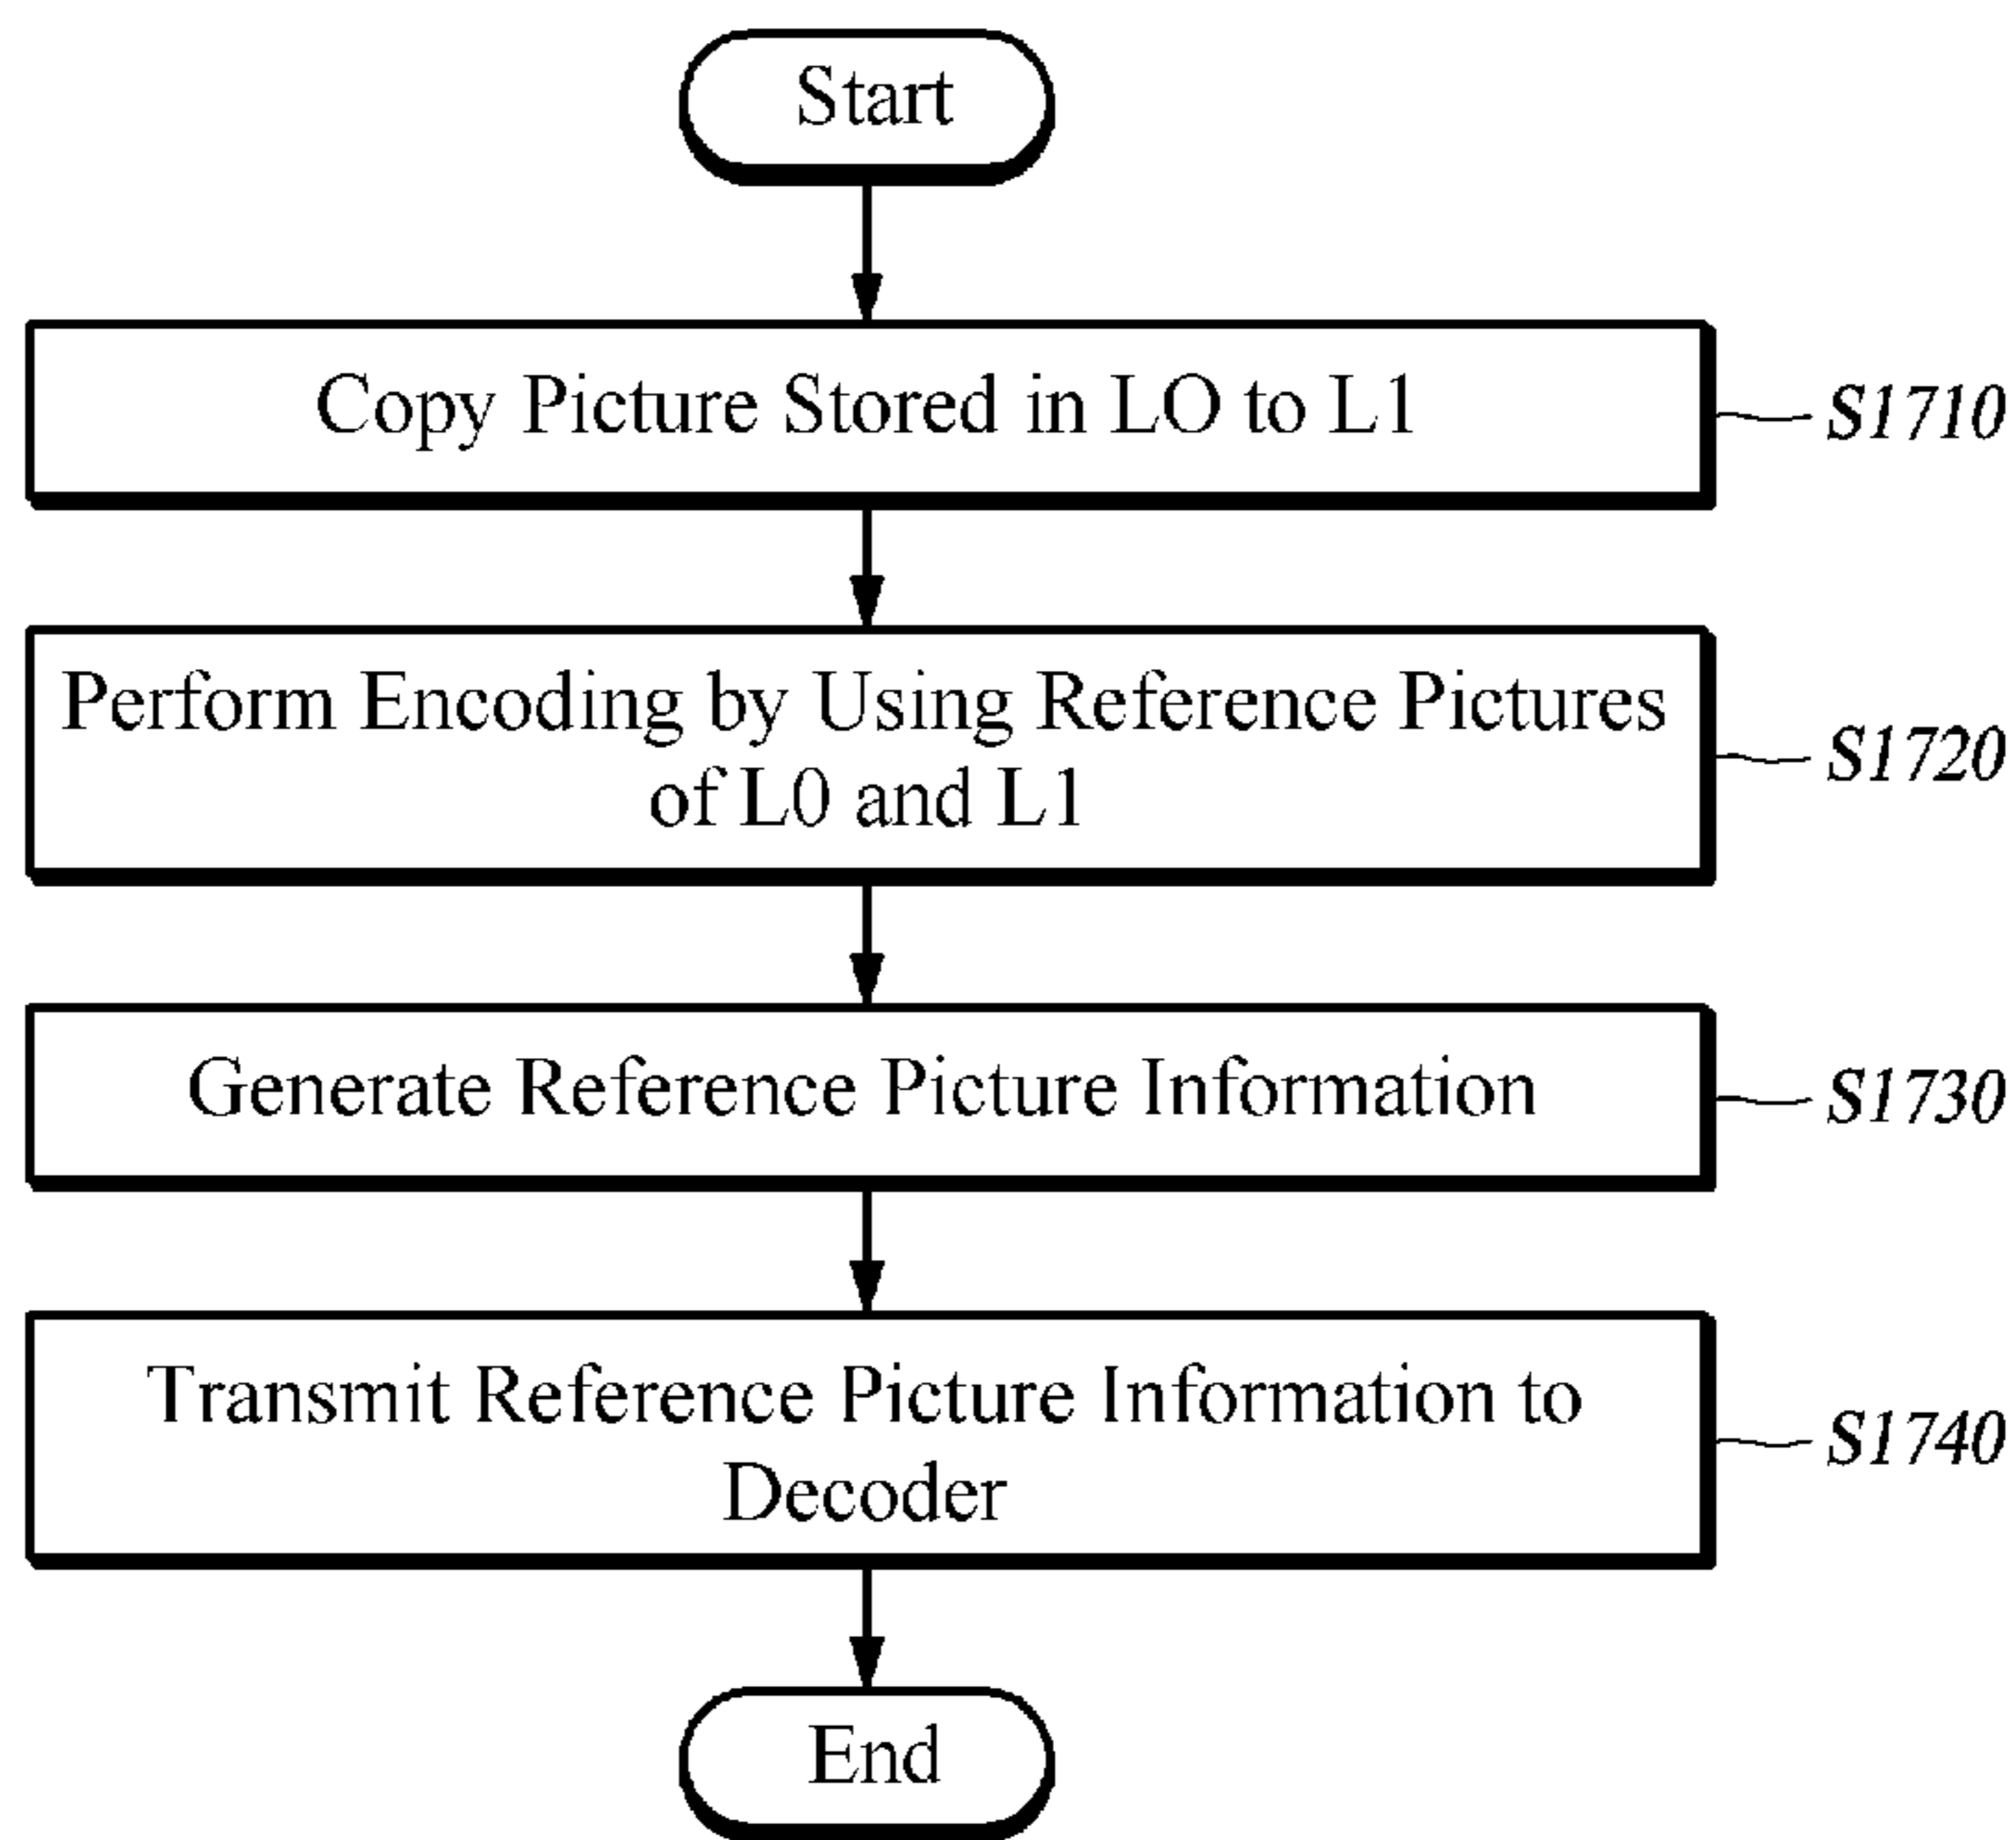 Start
Copy Picture Stored in LO to L1
S1710
Perform Encoding by Using Reference Pictures
of L0 and L1
S1720
Generate Reference Picture Information
S1730
Transmit Reference Picture Information to
Decoder
S1740
End